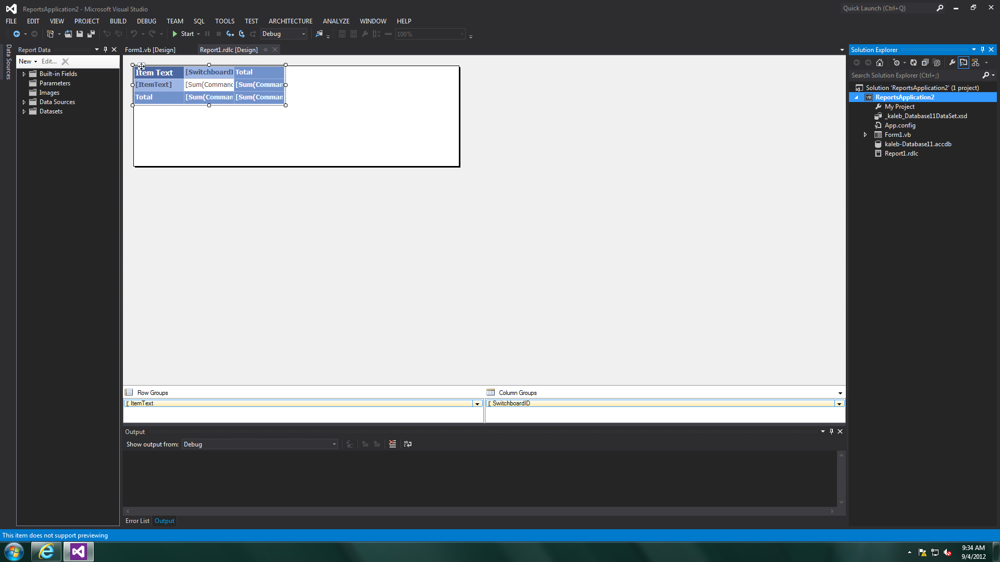 ReportsApplication2 - Microsoft Visual Studio
Quick Launch (Ctrl+Q)
FILE EDIT VIEW PROJECT BUILD DEBUG TEAM SQL TOOLS TEST ARCHITECTURE ANALYZE WINDOW HELP
Start Debug 100%
Data Sources
Report Data
New Edit...
Built-in Fields
Parameters
Images
Data Sources
Datasets
Form1.vb [Design] Report1.rdlc [Design]
Item Text [SwitchboardI Total
[ItemText] [Sum(Command [Sum(Comman
Total [Sum(Comman [Sum(Comman
Row Groups
[ ItemText
Column Groups
[ SwitchboardID
Output
Show output from: Debug
Error List Output
Solution Explorer
Search Solution Explorer (Ctrl+;)
Solution 'ReportsApplication2' (1 project)
VB ReportsApplication2
My Project
_kaleb_Database11DataSet.xsd
App.config
Form1.vb
kaleb-Database11.accdb
Report1.rdlc
This item does not support previewing
9:34 AM
9/4/2012